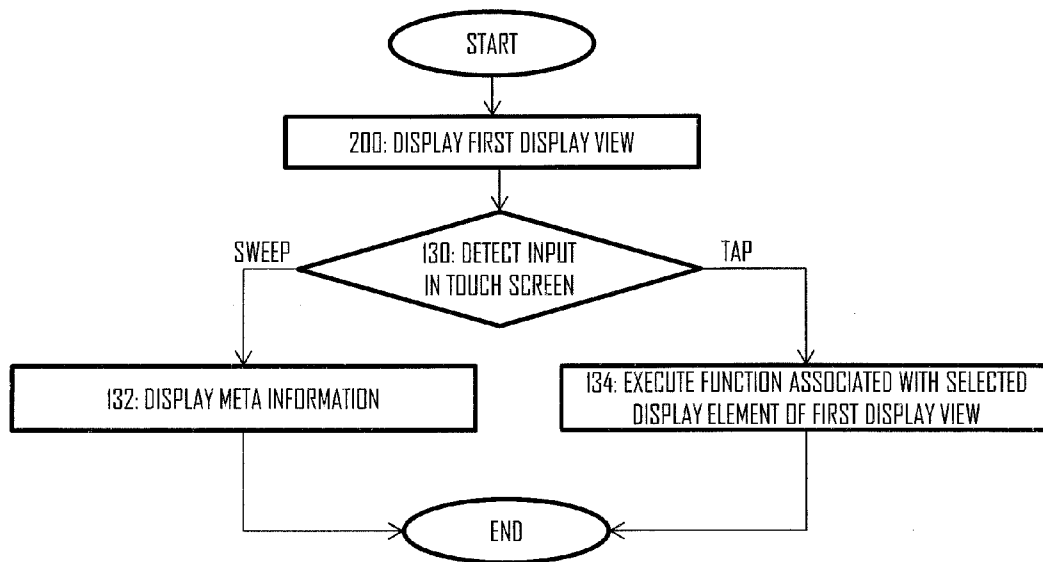 START
200: DISPLAY FIRST DISPLAY VIEW
SWEEP
130: DETECT INPUT
IN TOUCH SCREEN
TAP
132: DISPLAY META INFORMATION
134: EXECUTE FUNCTION ASSOCIATED WITH SELECTED
DISPLAY ELEMENT OF FIRST DISPLAY VIEW
END